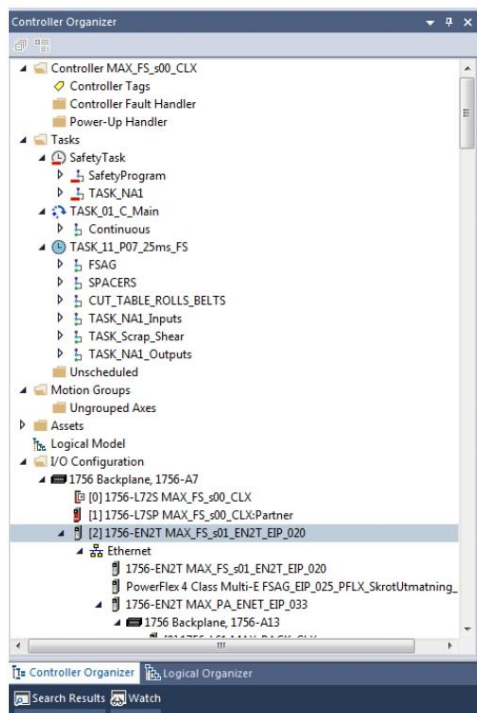 Controller Organizer
Controller MAX_FS_s00_CLX
Controller Tags
Controller Fault Handler
Power-Up Handler
Tasks
SafetyTask
SafetyProgram
TASK_NA1
TASK_01_C_Main
Continuous
TASK_11_P07_25ms_FS
FSAG
SPACERS
CUT_TABLE_ROLLS_BELTS
TASK_NA1_Inputs
TASK_Scrap_Shear
TASK_NA1_Outputs
Unscheduled
Motion Groups
Ungrouped Axes
Assets
Logical Model
I/O Configuration
1756 Backplane, 1756-A7
[0] 1756-L72S MAX_FS_s00_CLX
[1] 1756-L7SP MAX_FS_s00_CLX:Partner
[2] 1756-EN2T MAX_FS_s01_EN2T_EIP_020
Ethernet
1756-EN2T MAX_FS_s01_EN2T_EIP_020
PowerFlex 4 Class Multi-E FSAG_EIP_025_PFLX_SkrotUtmatning_
1756-EN2T MAX_PA_ENET_EIP_033
1756 Backplane, 1756-A13
Controller Organizer Logical Organizer
Search Results Watch